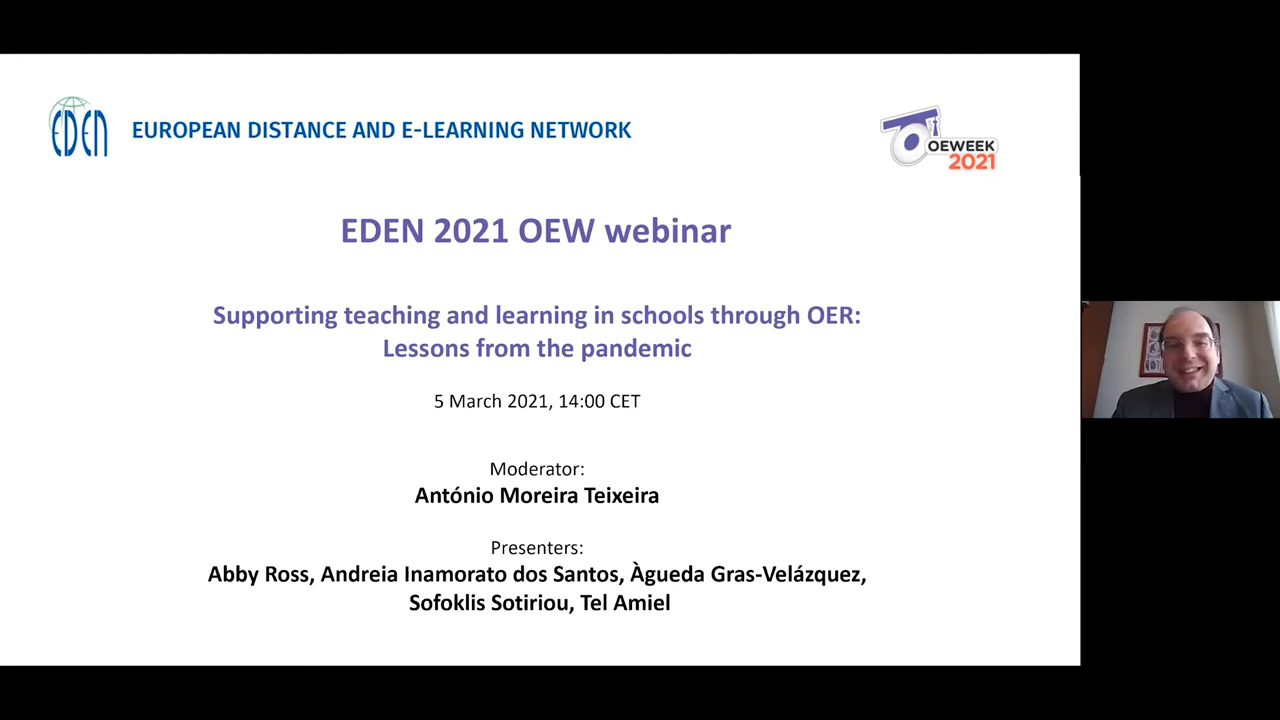 EDEN
EUROPEAN DISTANCE AND E-LEARNING NETWORK
OEWEEK
2021
EDEN 2021 OEW webinar
Supporting teaching and learning in schools through OER:
Lessons from the pandemic
5 March 2021, 14:00 CET
Moderator:
António Moreira Teixeira
Presenters:
Abby Ross, Andreia Inamorato dos Santos, Àgueda Gras-Velázquez,
Sofoklis Sotiriou, Tel Amiel